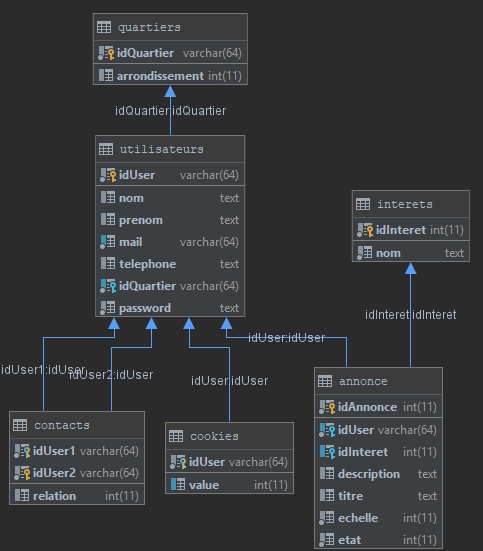 quartiers
idQuartier varchar(64)
arrondissement int(11)
idQuartier:idQuartier
utilisateurs
idUser varchar(64)
nom text
prenom text
mail varchar(64)
telephone text
idQuartier varchar(64)
password text
interets
idInteret int(11)
nom text
idInteret:idInteret
idUser:idUser
idUser1:idUser
idUser2:idUser
idUser:idUser
contacts
idUser1 varchar(64)
idUser2 varchar(64)
relation int(11)
cookies
idUser varchar(64)
value int(11)
annonce
idAnnonce int(11)
idUser varchar(64)
idInteret int(11)
description text
titre text
echelle int(11)
etat int(11)